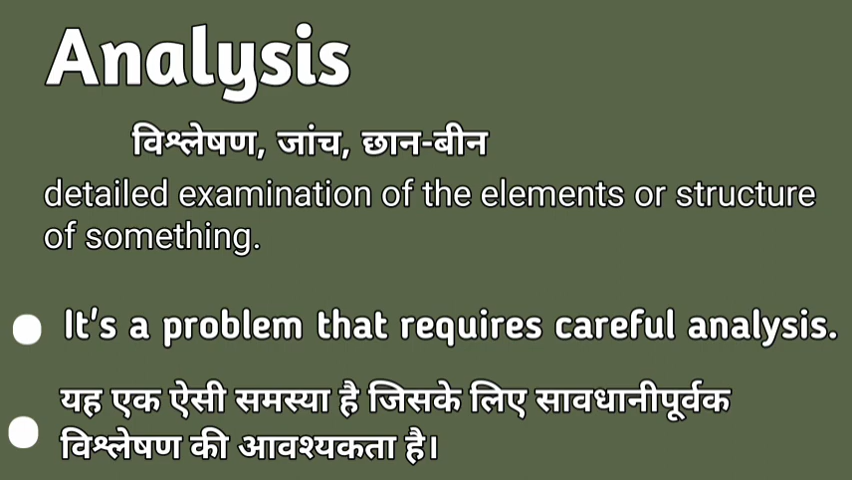 Analysis
विश्लेषण, जांच, छान-बीन
detailed examination of the elements or structure
of something.
It's a problem that requires careful analysis.
यह एक ऐसी समस्या है जिसके लिए सावधानीपूर्वक
विश्लेषण की आवश्यकता है।